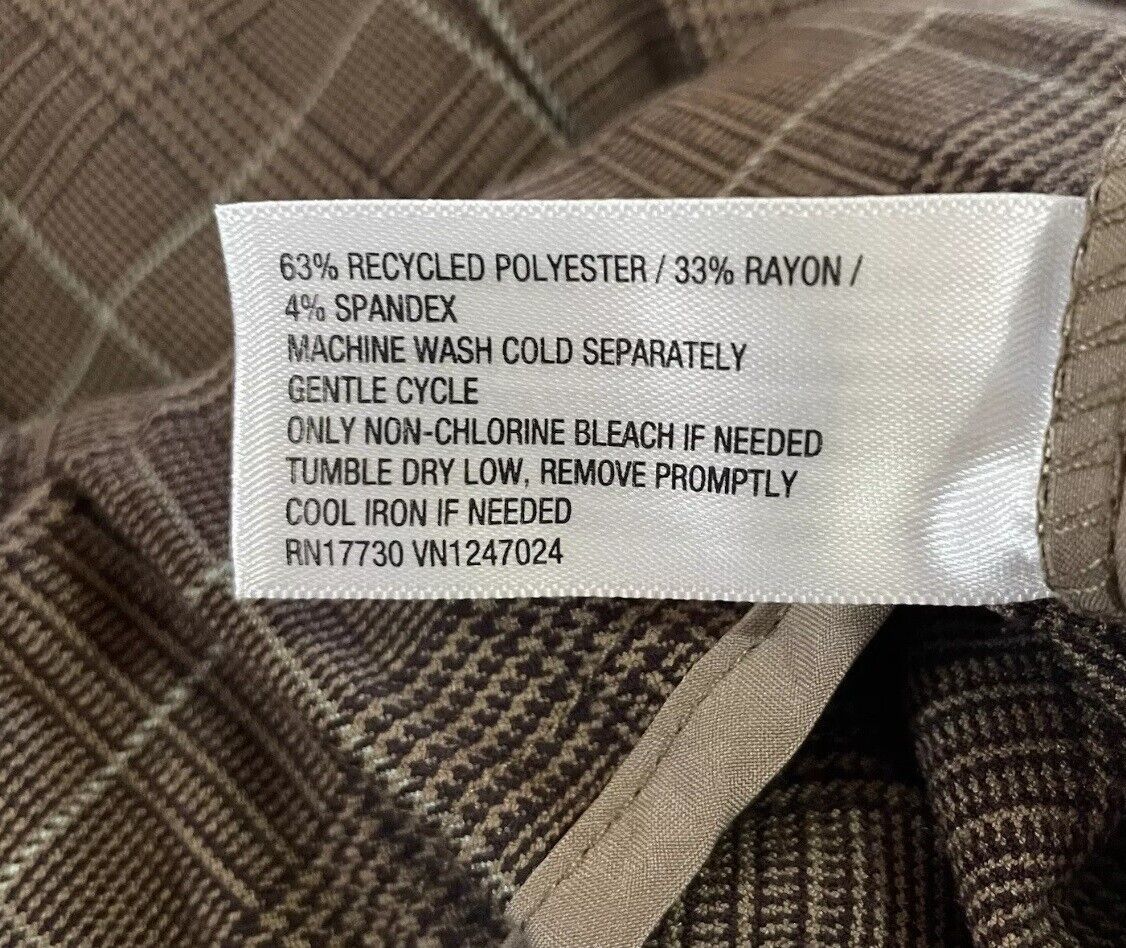 63% RECYCLED POLYESTER / 33% RAYON /
4% SPANDEX
MACHINE WASH COLD SEPARATELY
GENTLE CYCLE
ONLY NON-CHLORINE BLEACH IF NEEDED
TUMBLE DRY LOW, REMOVE PROMPTLY
COOL IRON IF NEEDED
RN17730 VN1247024